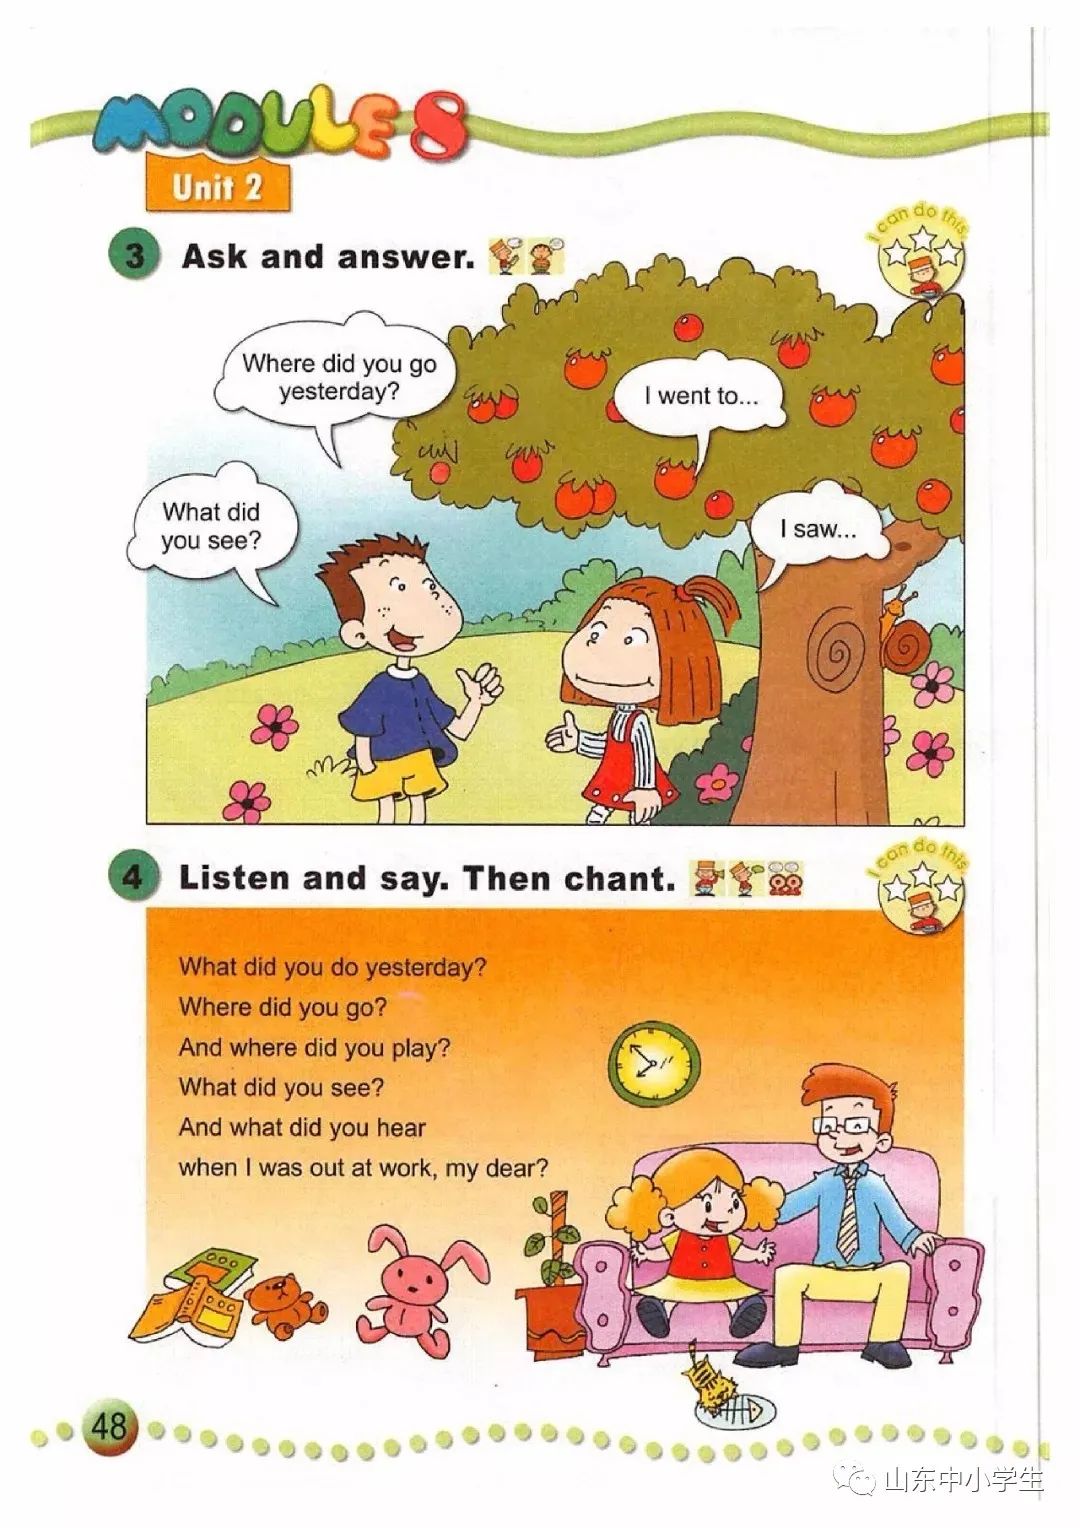 MODULE 8
Unit 2
3 Ask and answer.
I can do this.
Where did you go
yesterday?
I went to...
What did
you see?
I saw...
4 Listen and say. Then chant.
I can do this.
What did you do yesterday?
Where did you go?
And where did you play?
What did you see?
And what did you hear
when I was out at work, my dear?
48
山东中小学生